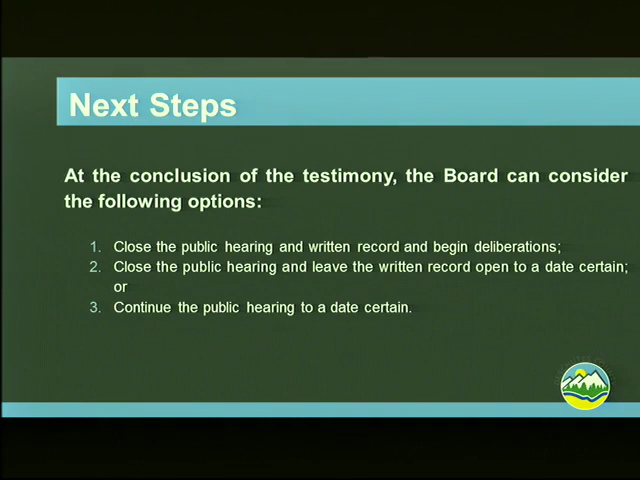 Next Steps
At the conclusion of the testimony, the Board can consider
the following options:
1. Close the public hearing and written record and begin deliberations;
2. Close the public hearing and leave the written record open to a date certain;
or
3. Continue the public hearing to a date certain.